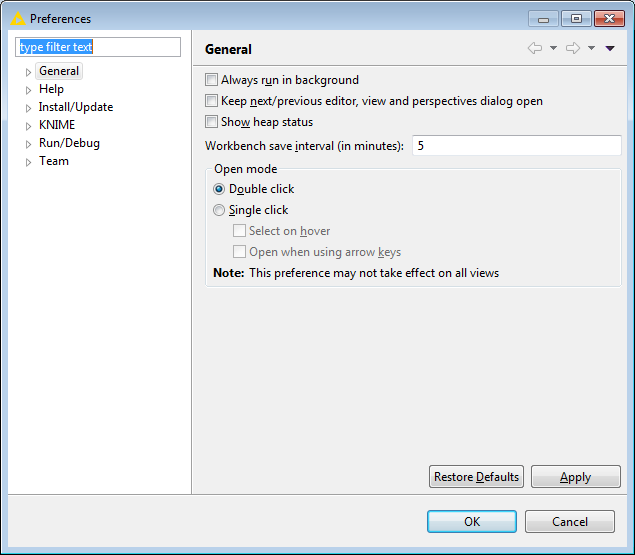 Preferences
type filter text
General
Help
Install/Update
KNIME
Run/Debug
Team
General
Always run in background
Keep next/previous editor, view and perspectives dialog open
Show heap status
Workbench save interval (in minutes): 5
Open mode
Double click
Single click
Select on hover
Open when using arrow keys
Note: This preference may not take effect on all views
Restore Defaults Apply
OK Cancel